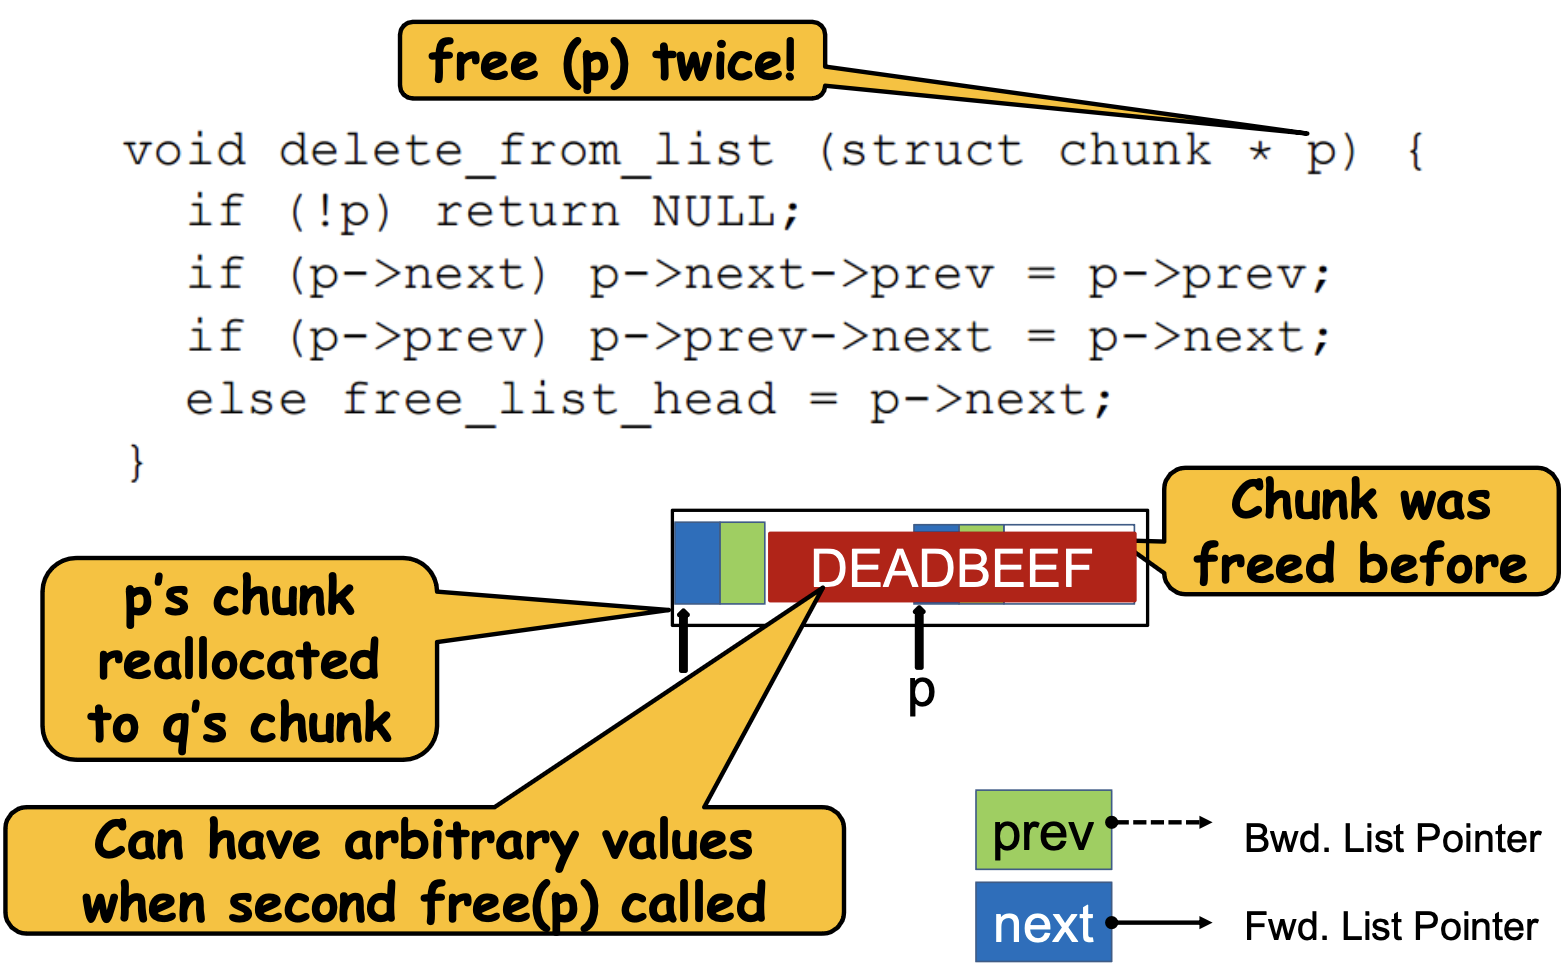 free (p) twice!
void delete_from_list (struct chunk * p) {
if (!p) return NULL;
if (p->next) p->next->prev = p->prev;
if (p->prev) p->prev->next = p->next;
else free_list_head = p->next;
}
Chunk was
freed before
DEADBEEF
p's chunk
reallocated
to q's chunk
p
Can have arbitrary values
when second free(p) called
prev
Bwd. List Pointer
next
Fwd. List Pointer